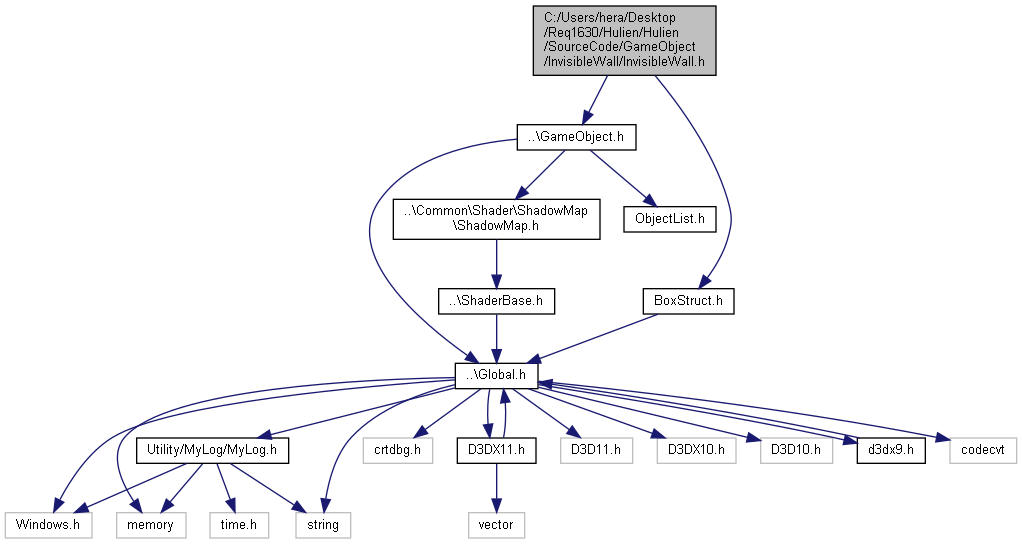 C:/Users/hera/Desktop
/Req1630/Hulien/Hulien
/SourceCode/GameObject
/InvisibleWall/InvisibleWall.h
..\GameObject.h
..\Common\Shader\ShadowMap
\ShadowMap.h
ObjectList.h
..\ShaderBase.h
BoxStruct.h
..\Global.h
Utility/MyLog/MyLog.h
crtdbg.h
D3DX11.h
D3D11.h
D3DX10.h
D3D10.h
d3dx9.h
codecvt
Windows.h
memory
time.h
string
vector